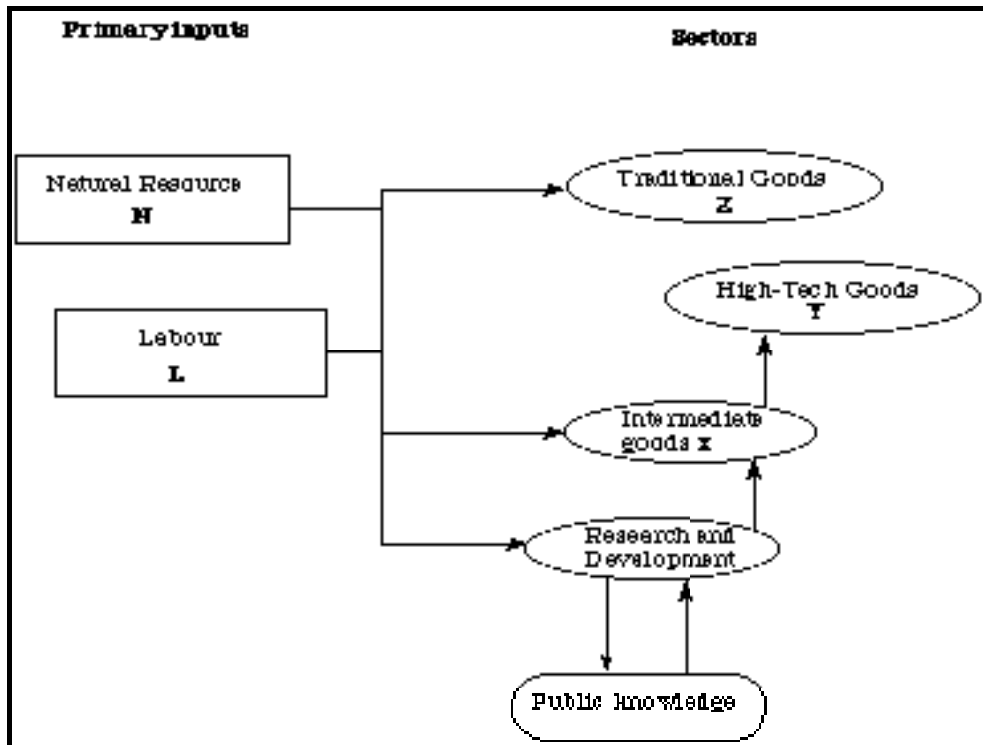 Primary inputs
Sectors
Natural Resource
N
Traditional Goods
Z
High-Tech Goods
Y
Labour
L
Intermediate
goods x
Research and
Development
Public knowledge